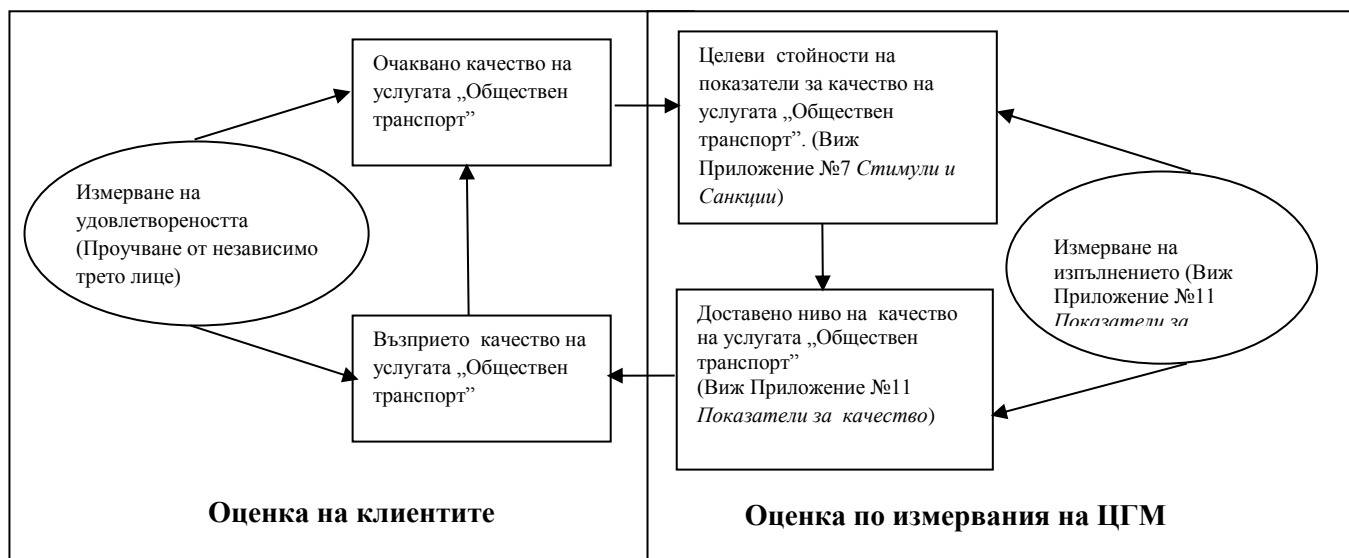 Очаквано качество на
услугата „Обществен
транспорт”
Измерване на
удовлетвореността
(Проучване от независимо
трето лице)
Възприето качество на
услугата „Обществен
транспорт”
Оценка на клиентите
Целеви стойности на
показатели за качество на
услугата „Обществен
транспорт”. (Виж
Приложение №7 Стимули и
Санкции)
Измерване на
изпълнението (Виж
Приложение №11
Показатели за
Доставено ниво на качество
на услугата „Обществен
транспорт”
(Виж Приложение №11
Показатели за качество)
Оценка по измервания на ЦГМ